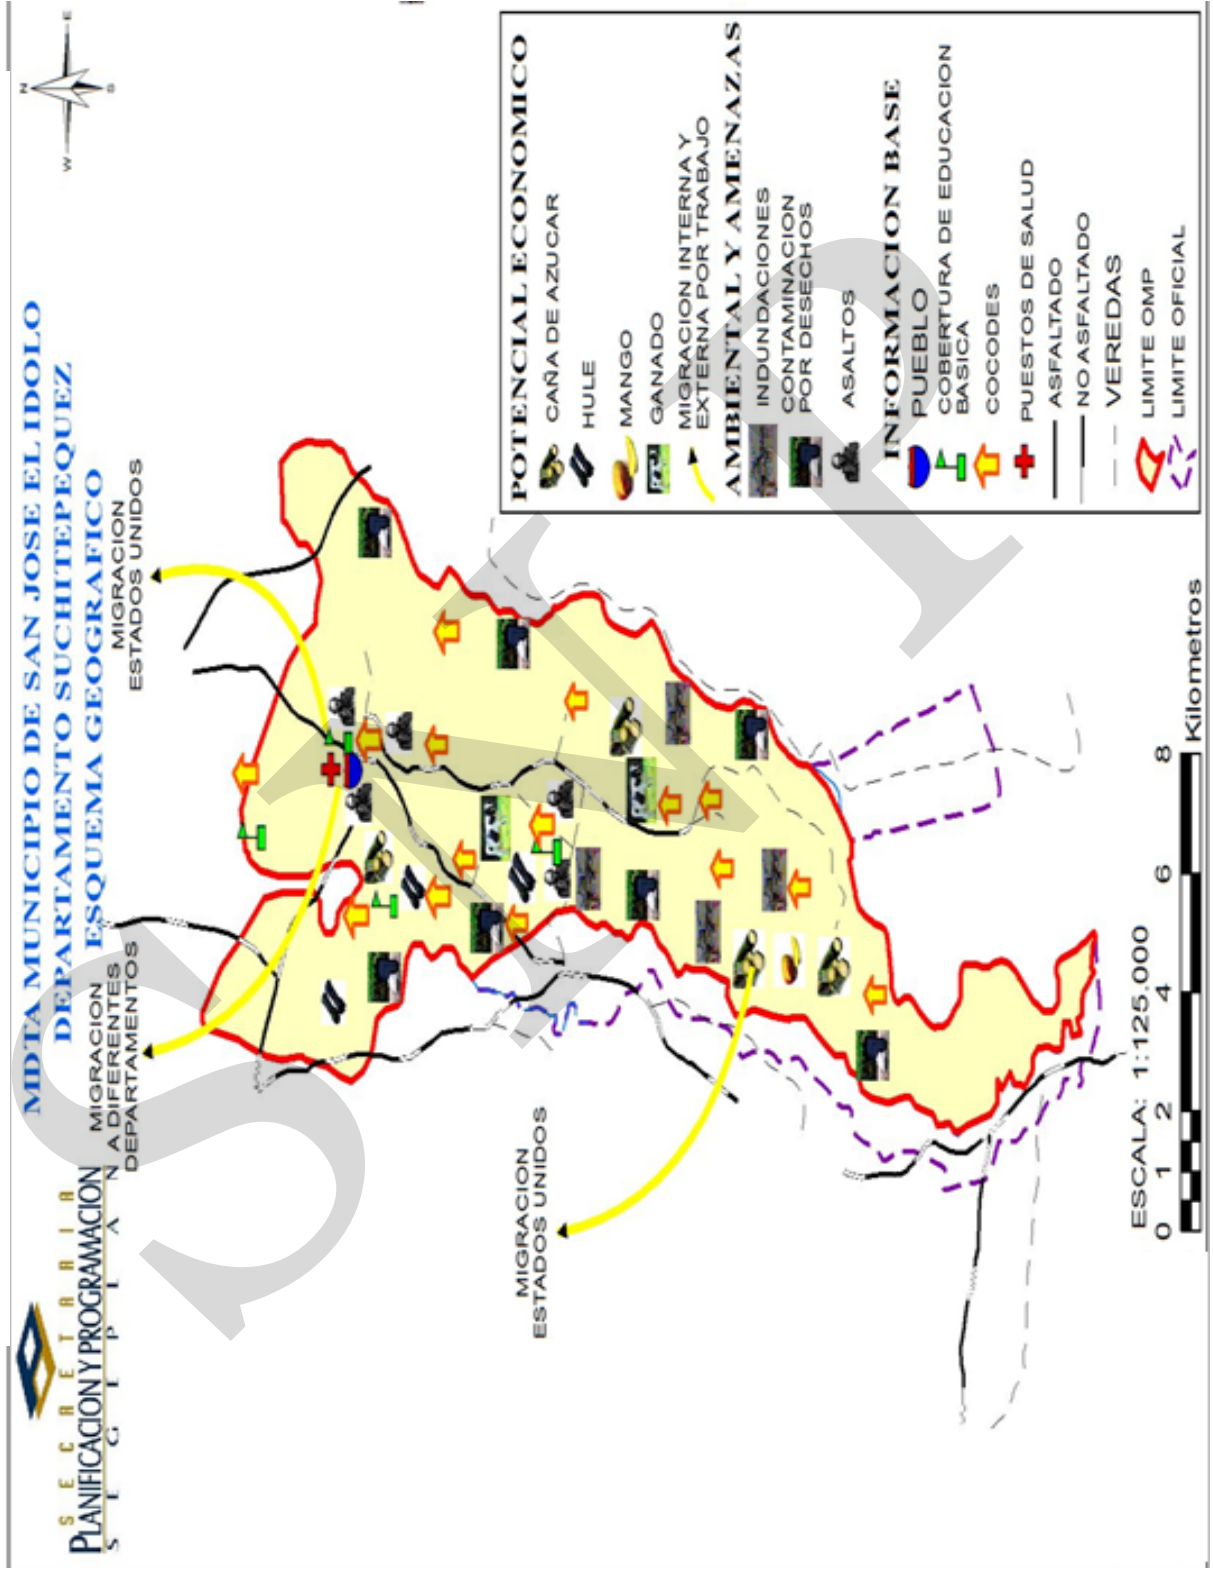 SECRETARIA
PLANIFICACION Y PROGRAMACION
SEGEPLAN
MDTA MUNICIPIO DE SAN JOSE EL IDOLO
DEPARTAMENTO SUCHITEPEQUEZ
ESQUEMA GEOGRAFICO
N
W
E
S
MIGRACION
A DIFERENTES
DEPARTAMENTOS
MIGRACION
ESTADOS UNIDOS
MIGRACION
ESTADOS UNIDOS
POTENCIAL ECONOMICO
CAÑA DE AZUCAR
HULE
MANGO
GANADO
MIGRACION INTERNA Y
EXTERNA POR TRABAJO
AMBIENTAL Y AMENAZAS
INDUNDACIONES
CONTAMINACION
POR DESECHOS
ASALTOS
INFORMACION BASE
PUEBLO
COBERTURA DE EDUCACION
BASICA
COCODES
PUESTOS DE SALUD
ASFALTADO
NO ASFALTADO
VEREDAS
LIMITE OMP
LIMITE OFICIAL
ESCALA: 1:125.000
0 1 2 4 6 8
Kilometros
SNP